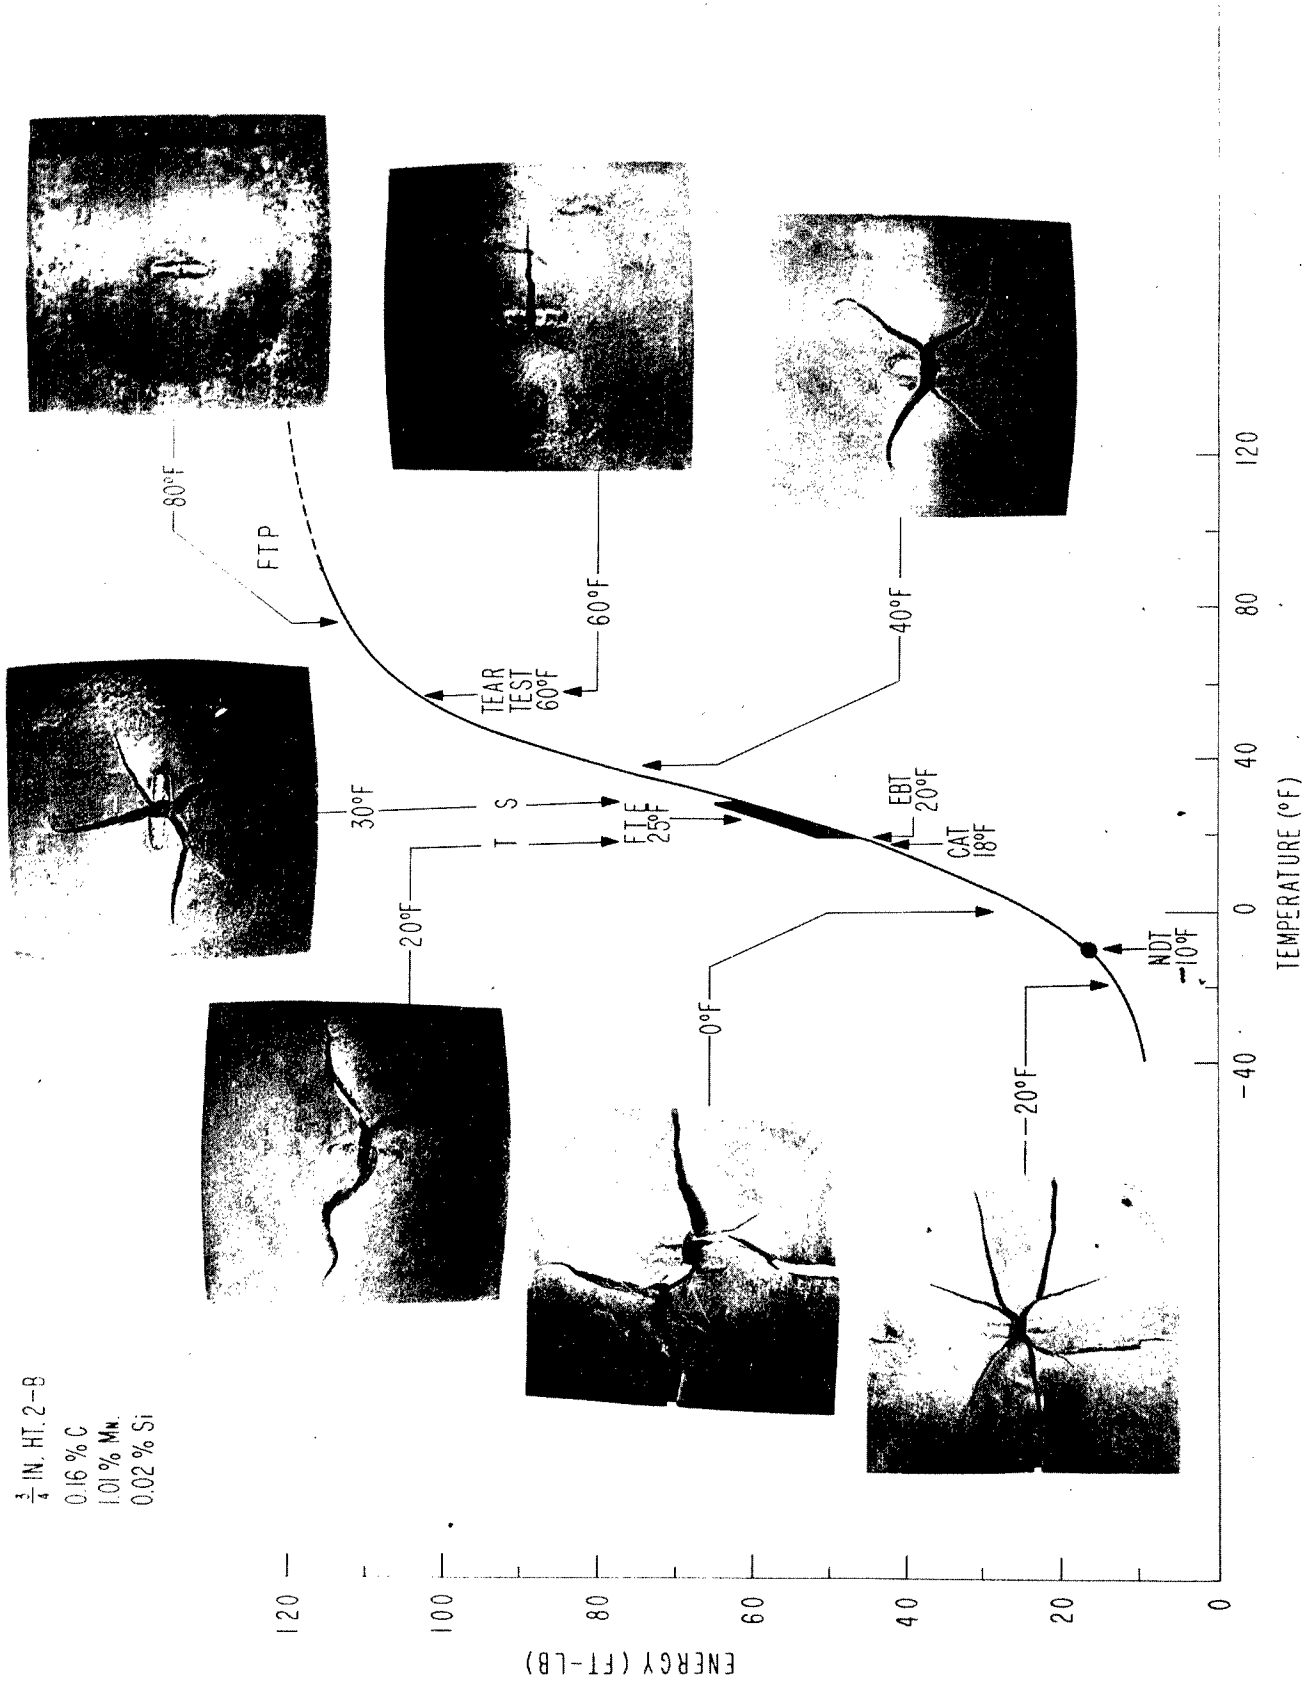 3/4 IN. HT. 2-B
0.16 % C
1.01 % Mn.
0.02 % Si
ENERGY (FT-LB)
120
100
80
60
40
20
0
-40
0
40
80
120
TEMPERATURE (°F)
-20°F
0°F
20°F
30°F
40°F
60°F
80°F
T
S
FTE
25°F
EBT
20°F
CAT
18°F
NDT
-10°F
TEAR
TEST
60°F
FTP